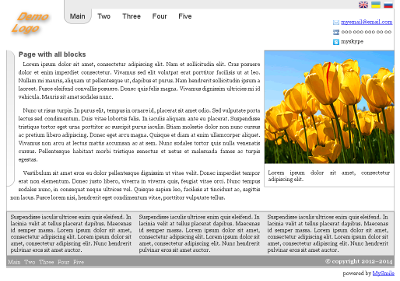 Demo
Logo
Main Two Three Four Five
mysmail@email.com
000 000 00 00 00
myskype
Page with all blocks
Lorem ipsum dolor sit amet, consectetur adipiscing elit. Nam et sollicitudin elit. Cras posuere
dolor et enim imperdiet consectetur. Vivamus sed elit volutpat erat porttitor facilisis ut at leo.
Nullam me mauris, aliquam ut pellentesque ut, dapibus at purus. Nam hendrerit sollicitudin ipsum a
laoreet. Fusce eleifend convallis posuere. Donec quis felis magna. Vivamus dignissim ultricies mi id
vehicula. Mauris sit amet sodales nunc.
Nunc ut risus turpis. In purus elit, tempus in ornare id, placerat sit amet odio. Sed vulputate porta
lectus sed condimentum. Duis vitae lobortis felis. In iaculis aliquam ante eu placerat. Suspendisse
tristique tortor eget urna porttitor ac suscipit purus iaculis. Etiam molestie dolor non nunc cursus
ac pretium libero adipiscing. Donec eget arcu magna. Quisque et diam at enim ullamcorper aliquet.
Vivamus non arcu at lectus mattis accumsan ac at sem. Nunc sodales tortor quis nulla venenatis
cursus. Pellentesque habitant morbi tristique senectus et netus et malesuada fames ac turpis
egestas.
Vestibulum sit amet eros eu dolor pellentesque dignissim ut vitae velit. Donec imperdiet tempor
erat non elementum. Donec justo libero, viverra in viverra quis, feugiat vitae orci. Nunc tempus
sodales nunc, in consequat neque ultrices vel. Quisque sapien leo, facilisis at tincidunt ac, sagittis
non lacus. Lorem nisi, hendrerit eget condimentum vitae, adipiscing porttitor tortor.
Lorem ipsum dolor sit amet, consectetur
adipiscing elit.
Suspendisse iaculis ultrices enim quis eleifend. In Suspendisse iaculis ultrices enim quis eleifend. In Suspendisse iaculis ultrices enim quis eleifend. In
lacinia velit at tellus placerat dapibus. Maecenas lacinia velit at tellus placerat dapibus. Maecenas lacinia velit at tellus placerat dapibus. Maecenas
id semper massa. Lorem ipsum dolor sit amet, id semper massa. Lorem ipsum dolor sit amet, id semper massa. Lorem ipsum dolor sit amet,
consectetur adipiscing elit. Lorem ipsum dolor sit consectetur adipiscing elit. Lorem ipsum dolor sit consectetur adipiscing elit. Lorem ipsum dolor sit
amet, consectetur adipiscing elit. Nunc hendrerit amet, consectetur adipiscing elit. Nunc hendrerit amet, consectetur adipiscing elit. Nunc hendrerit
pulvinar eros sit amet auctor. pulvinar eros sit amet auctor. pulvinar eros sit amet auctor.
Main Two Three Four Five © copyright 2012-2014
powered by MySmile